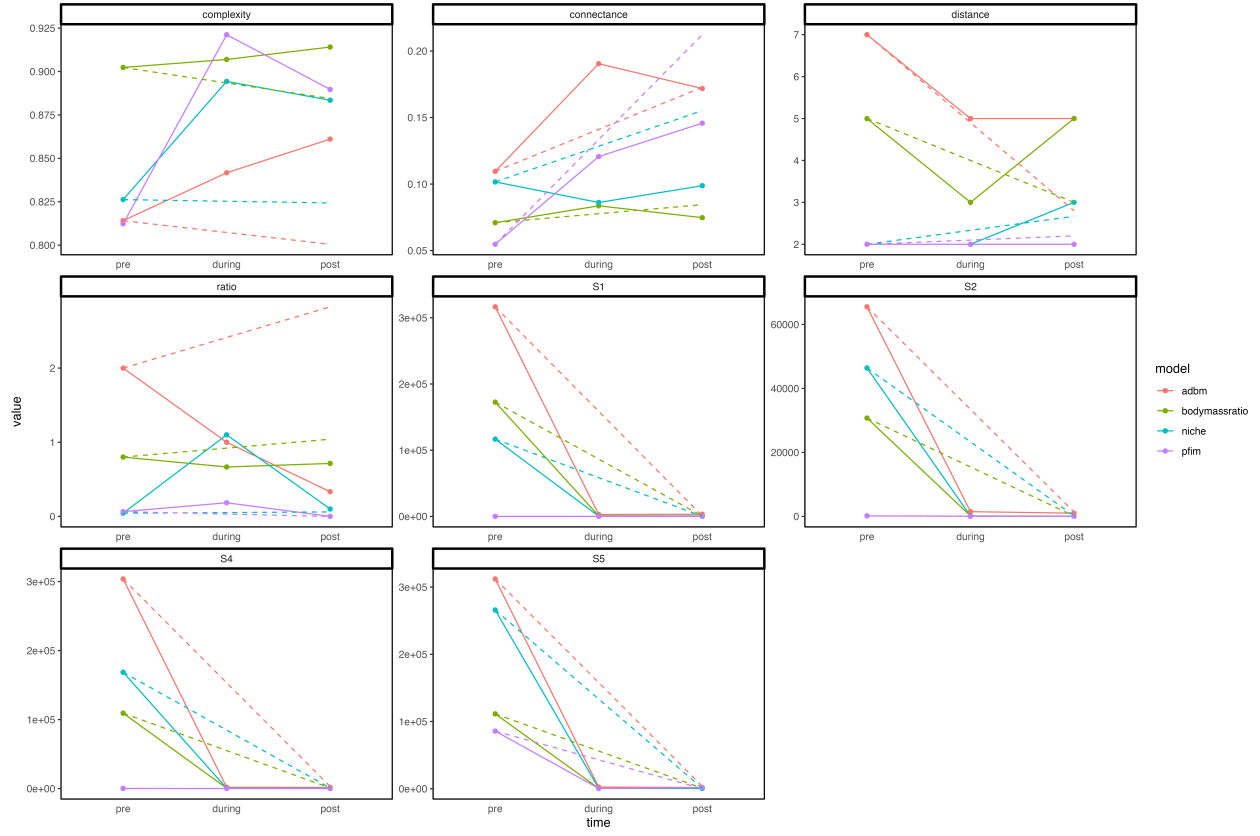 complexity
connectance
distance
0.925
0.900
0.875
0.850
0.825
0.800
0.20
0.15
0.10
0.05
7
6
5
4
3
2
pre during post
pre during post
pre during post
ratio
S1
S2
2
1
0
3e+05
2e+05
1e+05
0e+00
60000
40000
20000
0
pre during post
pre during post
pre during post
S4
S5
3e+05
2e+05
1e+05
0e+00
3e+05
2e+05
1e+05
0e+00
pre during post
pre during post
time
value
model
adbm
bodymassratio
niche
pfim